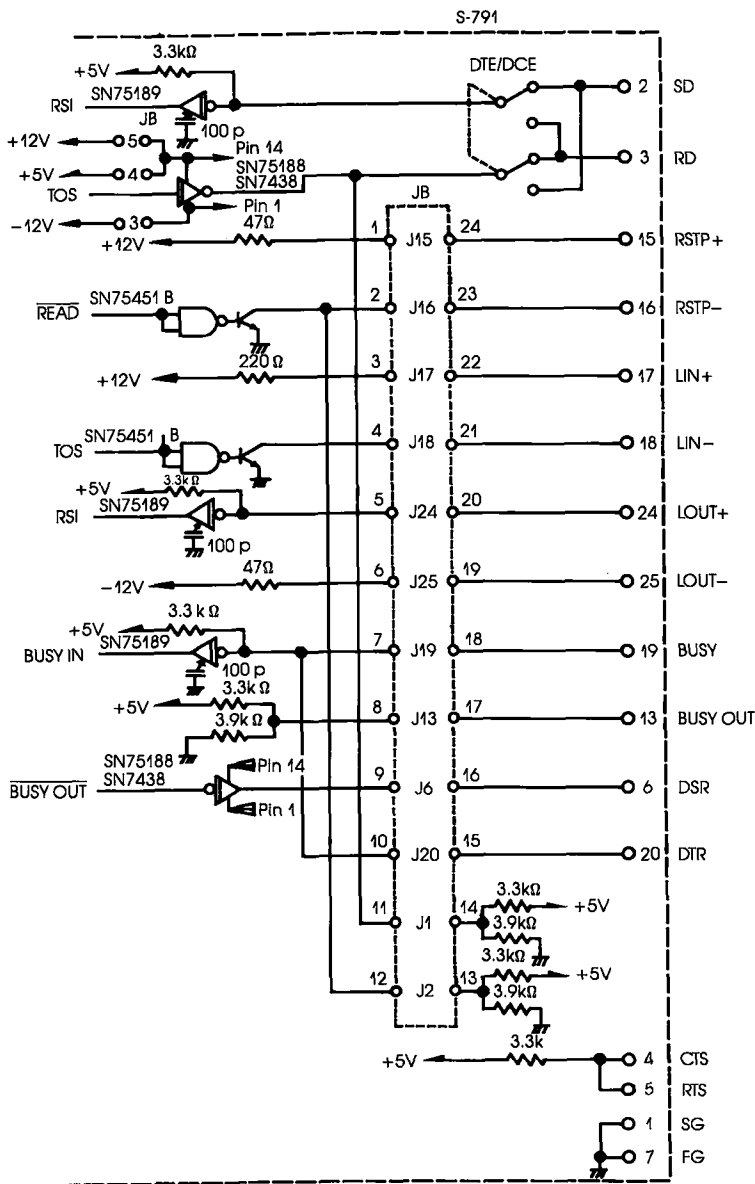 S-791
3.3kΩ
+5V
DTE/DCE
2 SD
SN75189
RSI
JB
100 p
+12V
5
Pin 14
+5V
4
SN75188
3 RD
TOS
SN7438
Pin 1
-12V
3
47Ω
JB
+12V
1 J15 24
15 RSTP+
READ
SN75451 B
2 J16 23
16 RSTP-
220 Ω
+12V
3 J17 22
17 LIN+
TOS
SN75451 B
4 J18 21
18 LIN-
3.3kΩ
+5V
SN75189
RSI
5 J24 20
24 LOUT+
100 p
47Ω
-12V
6 J25 19
25 LOUT-
3.3 kΩ
+5V
SN75189
BUSY IN
7 J19 18
19 BUSY
100 p
3.3kΩ
+5V
3.9kΩ
8 J13 17
13 BUSY OUT
SN75188
Pin 14
BUSY OUT
SN7438
9 J6 16
6 DSR
Pin 1
10 J20 15
20 DTR
3.3kΩ
+5V
11 J1 14
3.9kΩ
3.3kΩ
+5V
12 J2 13
3.9kΩ
3.3k
+5V
4 CTS
5 RTS
1 SG
7 FG